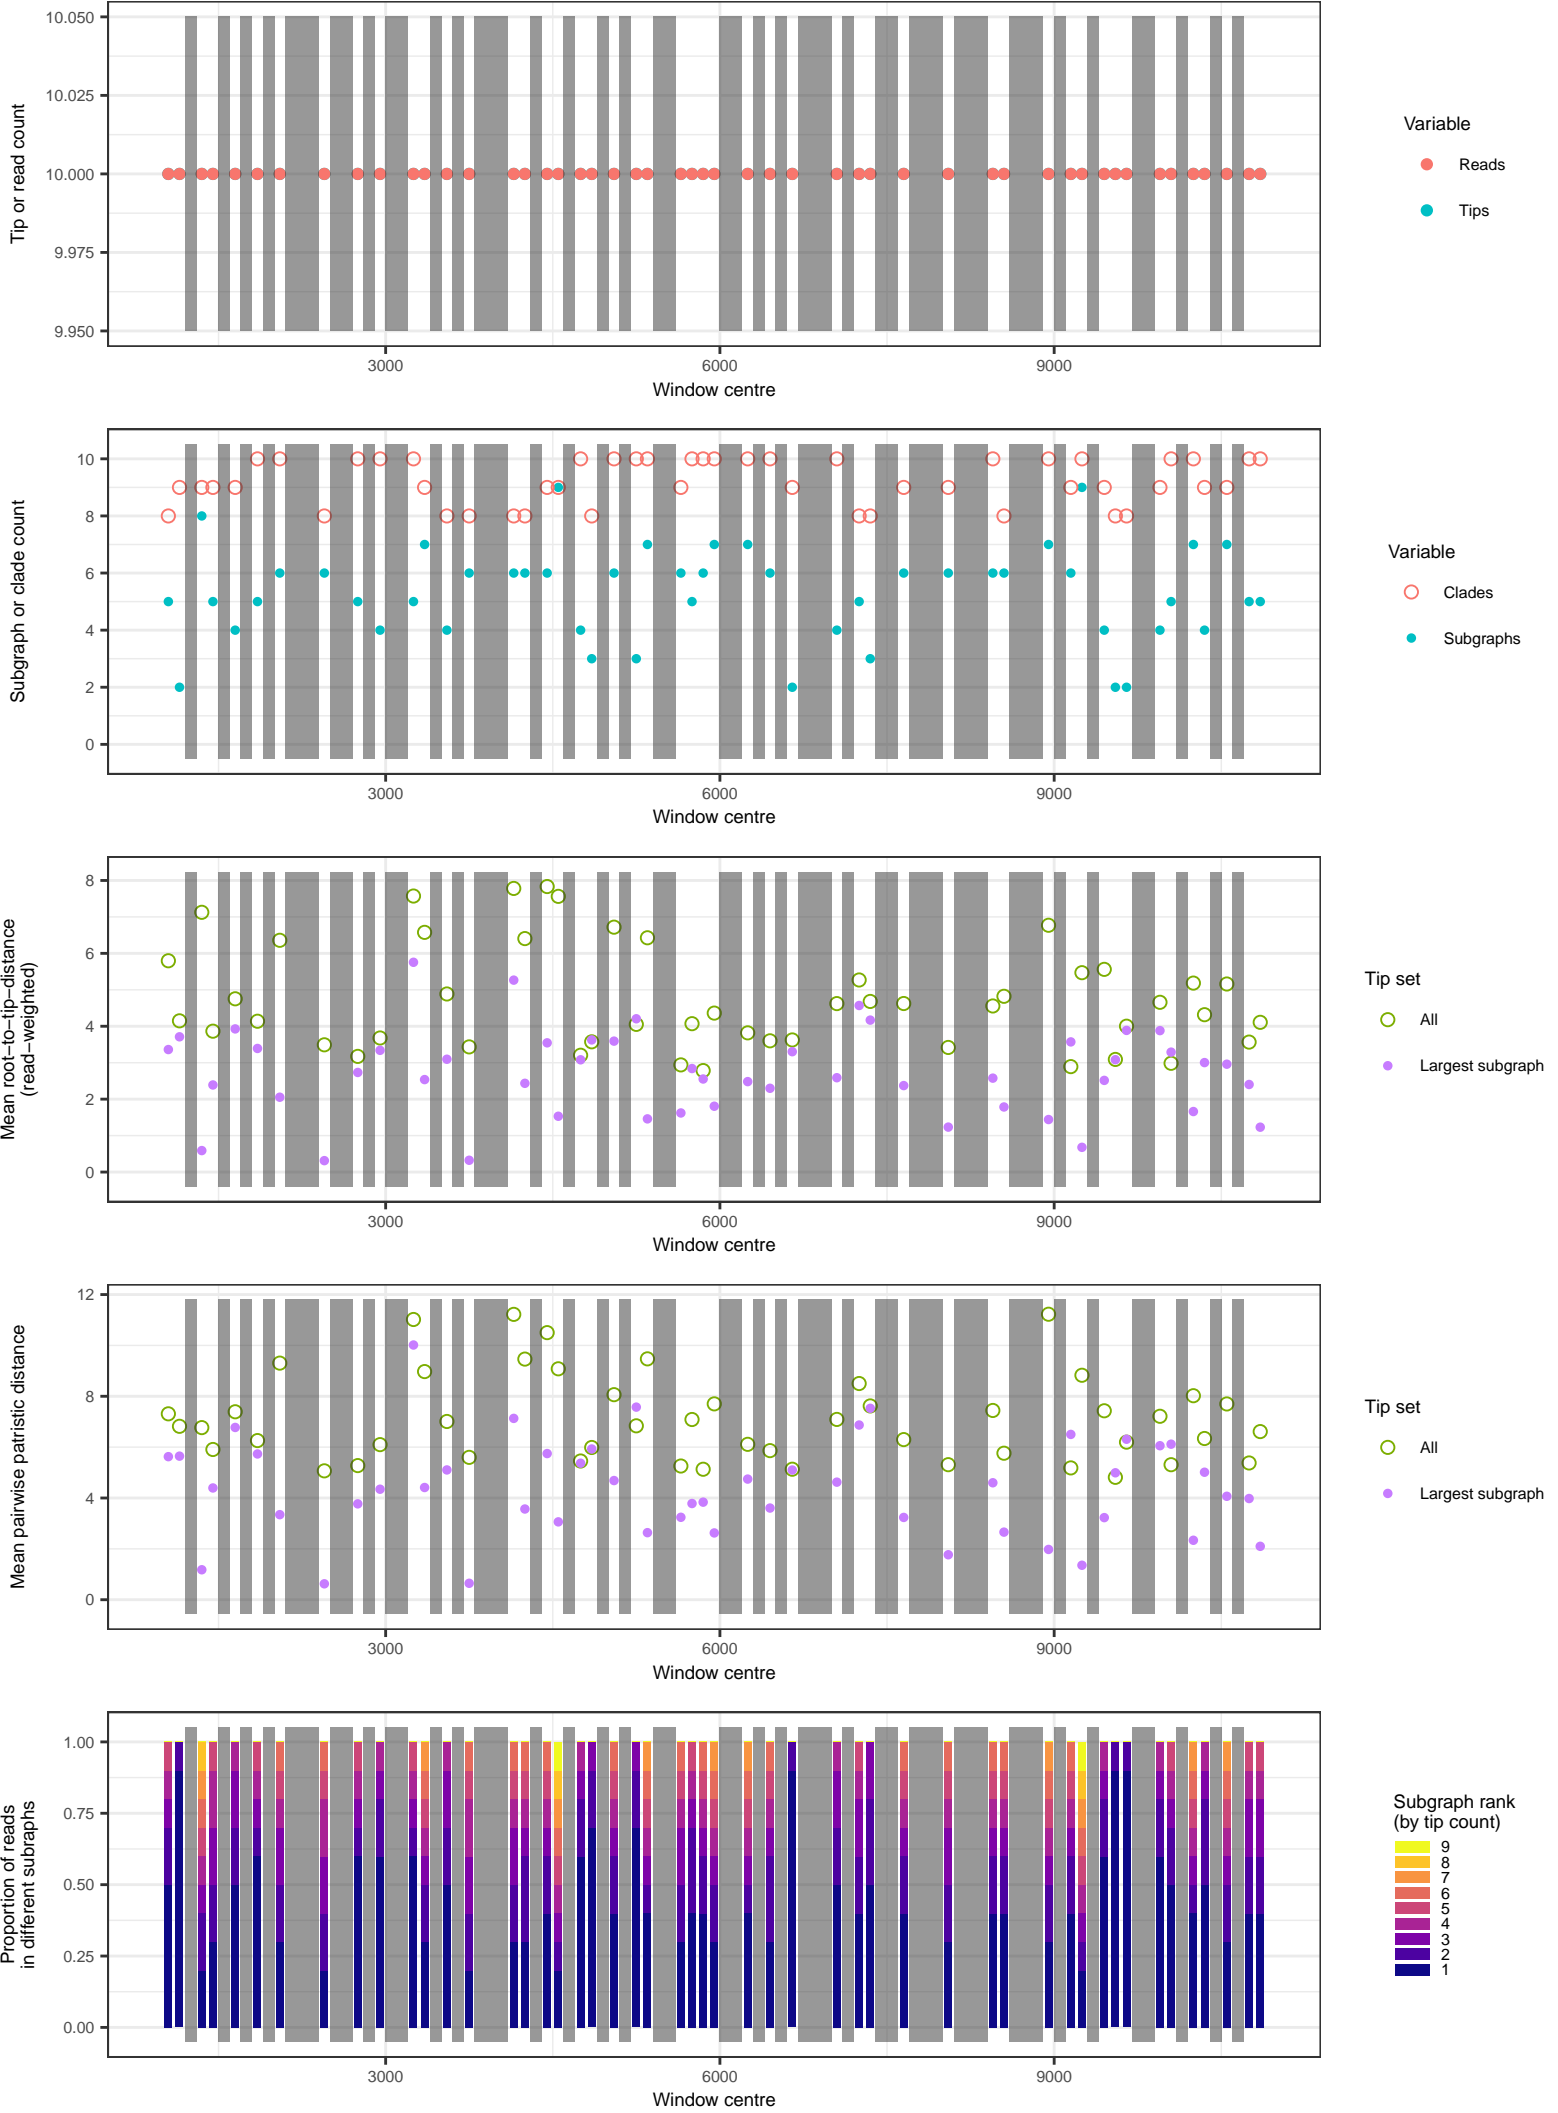 10.050
10.025
10.000
9.975
9.950
Tip or read count
3000 6000 9000
Window centre
Variable
Reads
Tips
10
8
6
4
2
0
Subgraph or clade count
3000 6000 9000
Window centre
Variable
Clades
Subgraphs
8
6
4
2
0
Mean root−to−tip−distance
(read−weighted)
3000 6000 9000
Window centre
Tip set
All
Largest subgraph
12
8
4
0
Mean pairwise patristic distance
3000 6000 9000
Window centre
Tip set
All
Largest subgraph
1.00
0.75
0.50
0.25
0.00
Proportion of reads
in different subraphs
3000 6000 9000
Window centre
Subgraph rank
(by tip count)
9
8
7
6
5
4
3
2
1